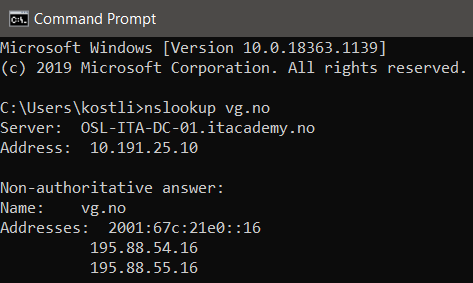 Command Prompt
Microsoft Windows [Version 10.0.18363.1139]
(c) 2019 Microsoft Corporation. All rights reserved.
C:\Users\kostli>nslookup vg.no
Server:  OSL-ITA-DC-01.itacademy.no
Address:  10.191.25.10
Non-authoritative answer:
Name:    vg.no
Addresses:  2001:67c:21e0::16
195.88.54.16
195.88.55.16